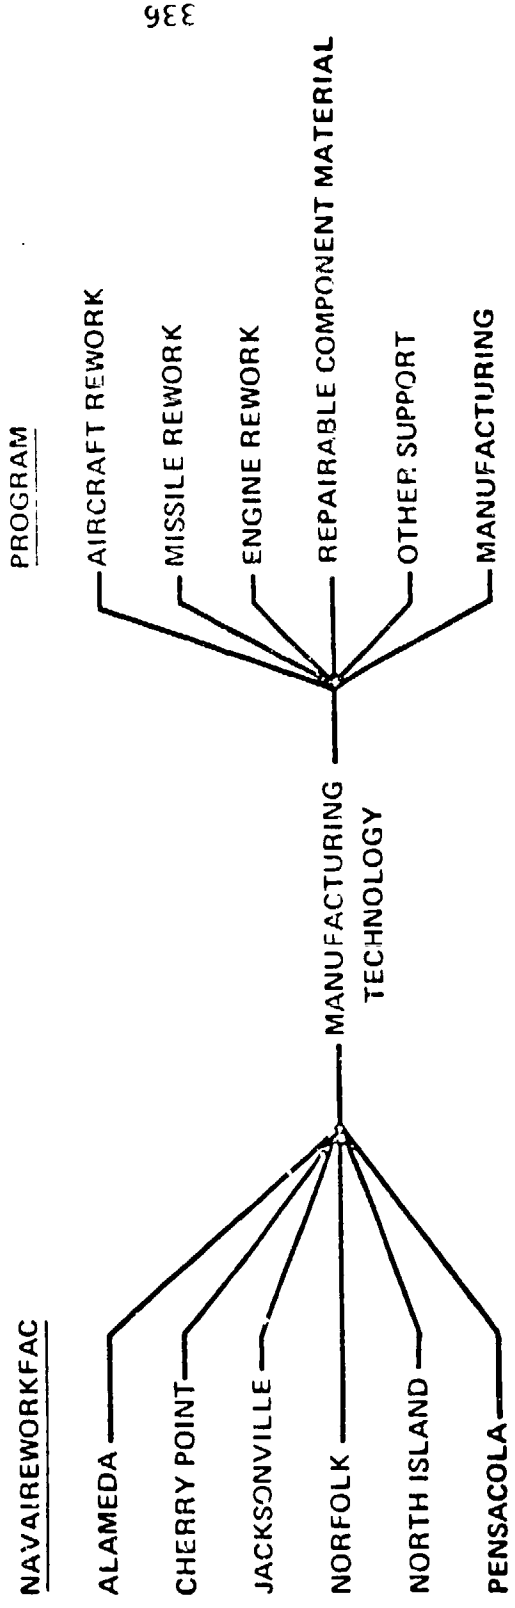 NAVAIREWORKFAC
ALAMEDA
CHERRY POINT
JACKSONVILLE
NORFOLK
NORTH ISLAND
PENSACOLA
MANUFACTURING
TECHNOLOGY
PROGRAM
AIRCRAFT REWORK
MISSILE REWORK
ENGINE REWORK
REPAIRABLE COMPONENT MATERIAL
OTHER SUPPORT
MANUFACTURING
336